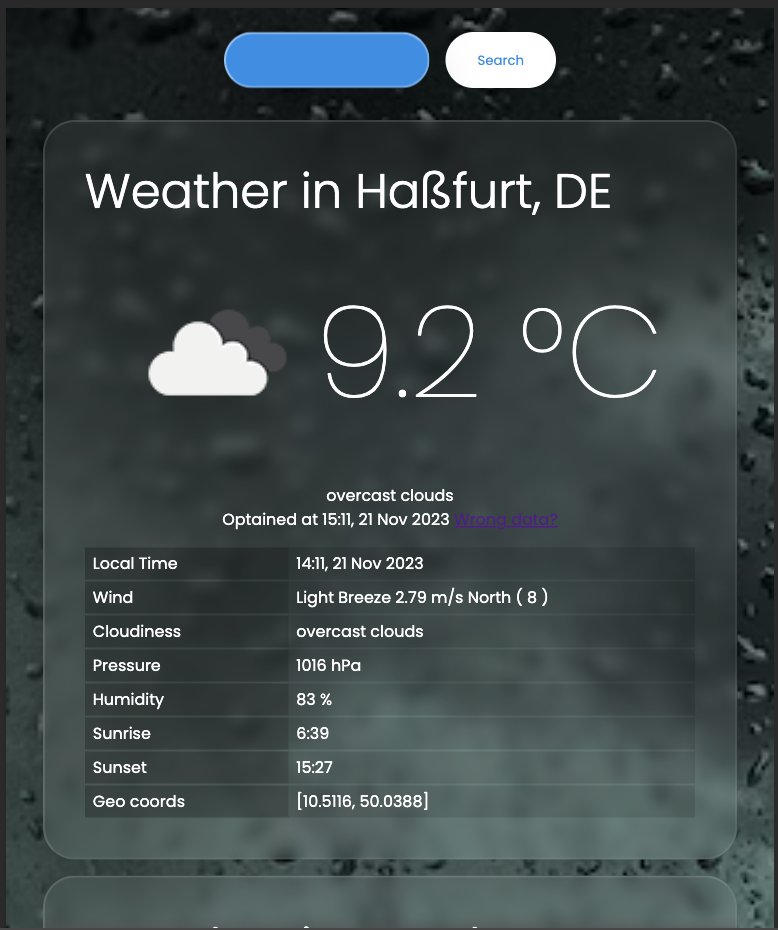 Search
Weather in Haßfurt, DE
9.2 °C
overcast clouds
Optained at 15:11, 21 Nov 2023 Wrong data?
Local Time 14:11, 21 Nov 2023
Wind Light Breeze 2.79 m/s North ( 8 )
Cloudiness overcast clouds
Pressure 1016 hPa
Humidity 83 %
Sunrise 6:39
Sunset 15:27
Geo coords [10.5116, 50.0388]